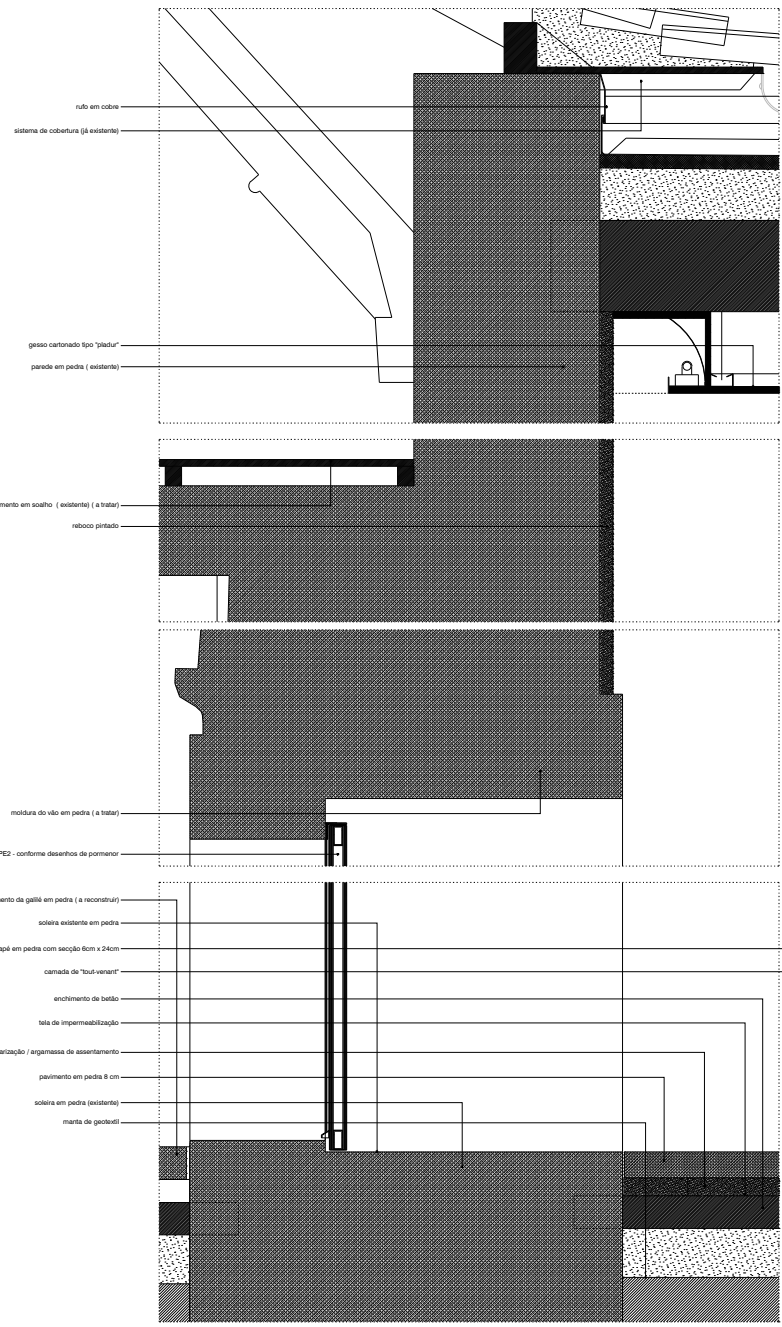 rufo em cobre
sistema de cobertura (já existente)
gesso cartonado tipo "pladur"
parede em pedra ( existente)
mento em soalho ( existente) ( a tratar)
reboco pintado
moldura do vão em pedra ( a tratar)
PE2 - conforme desenhos de pormenor
ento da galilé em pedra ( a reconstruir)
soleira existente em pedra
apé em pedra com secção 6cm x 24cm
camada de "tout-venant"
enchimento de betão
tela de impermeabilização
arização / argamassa de assentamento
pavimento em pedra 8 cm
soleira em pedra (existente)
manta de geotextil